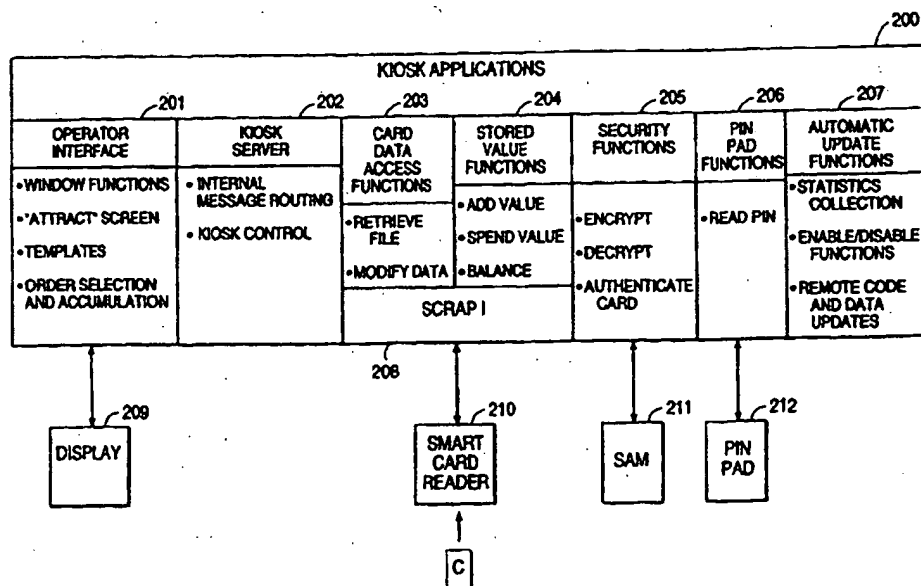 200
KIOSK APPLICATIONS
201
202
203
204
205
206
207
OPERATOR
INTERFACE
• WINDOW FUNCTIONS
• "ATTRACT" SCREEN
• TEMPLATES
• ORDER SELECTION
AND ACCUMULATION
KIOSK
SERVER
• INTERNAL
MESSAGE ROUTING
• KIOSK CONTROL
CARD
DATA
ACCESS
FUNCTIONS
• RETRIEVE
FILE
• MODIFY DATA
STORED
VALUE
FUNCTIONS
• ADD VALUE
• SPEND VALUE
• BALANCE
SCRAP I
SECURITY
FUNCTIONS
• ENCRYPT
• DECRYPT
• AUTHENTICATE
CARD
PIN
PAD
FUNCTIONS
• READ PIN
AUTOMATIC
UPDATE
FUNCTIONS
• STATISTICS
COLLECTION
• ENABLE/DISABLE
FUNCTIONS
• REMOTE CODE
AND DATA
UPDATES
208
209
DISPLAY
210
SMART
CARD
READER
211
SAM
212
PIN
PAD
C